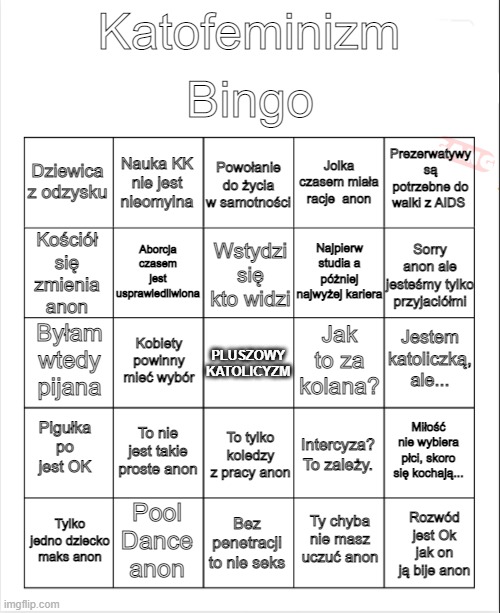 Katofeminizm
Bingo
Dziewica
z odzysku
Nauka KK
nie jest
nieomylna
Powołanie
do życia
w samotności
Jolka
czasem miała
racje anon
Prezerwatywy
są
potrzebne do
walki z AIDS
Kościół
się
zmienia
anon
Aborcja
czasem
jest
usprawiedliwiona
Wstydzi
się
kto widzi
Najpierw
studia a
później
najwyżej kariera
Sorry
anon ale
jesteśmy tylko
przyjaciółmi
Byłam
wtedy
pijana
Kobiety
powinny
mieć wybór
PLUSZOWY
KATOLICYZM
Jak
to za
kolana?
Jestem
katoliczką,
ale...
Pigułka
po
jest OK
To nie
jest takie
proste anon
To tylko
koledzy
z pracy anon
Intercyza?
To zależy.
Miłość
nie wybiera
płci, skoro
się kochają...
Tylko
jedno dziecko
maks anon
Pool
Dance
anon
Bez
penetracji
to nie seks
Ty chyba
nie masz
uczuć anon
Rozwód
jest Ok
jak on
ją bije anon
imgflip.com